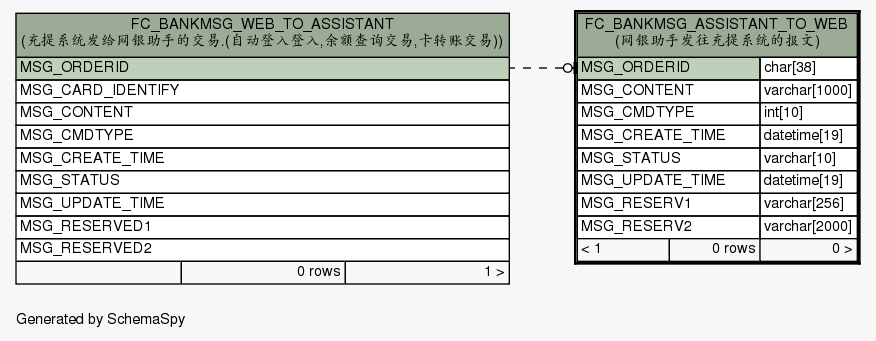 FC_BANKMSG_WEB_TO_ASSISTANT
(充提系统发给网银助手的交易.(自动登入登入,余额查询交易,卡转账交易))
MSG_ORDERID
MSG_CARD_IDENTIFY
MSG_CONTENT
MSG_CMDTYPE
MSG_CREATE_TIME
MSG_STATUS
MSG_UPDATE_TIME
MSG_RESERVED1
MSG_RESERVED2
0 rows 1 >
FC_BANKMSG_ASSISTANT_TO_WEB
(网银助手发往充提系统的报文)
MSG_ORDERID char[38]
MSG_CONTENT varchar[1000]
MSG_CMDTYPE int[10]
MSG_CREATE_TIME datetime[19]
MSG_STATUS varchar[10]
MSG_UPDATE_TIME datetime[19]
MSG_RESERV1 varchar[256]
MSG_RESERV2 varchar[2000]
< 1 0 rows 0 >
Generated by SchemaSpy